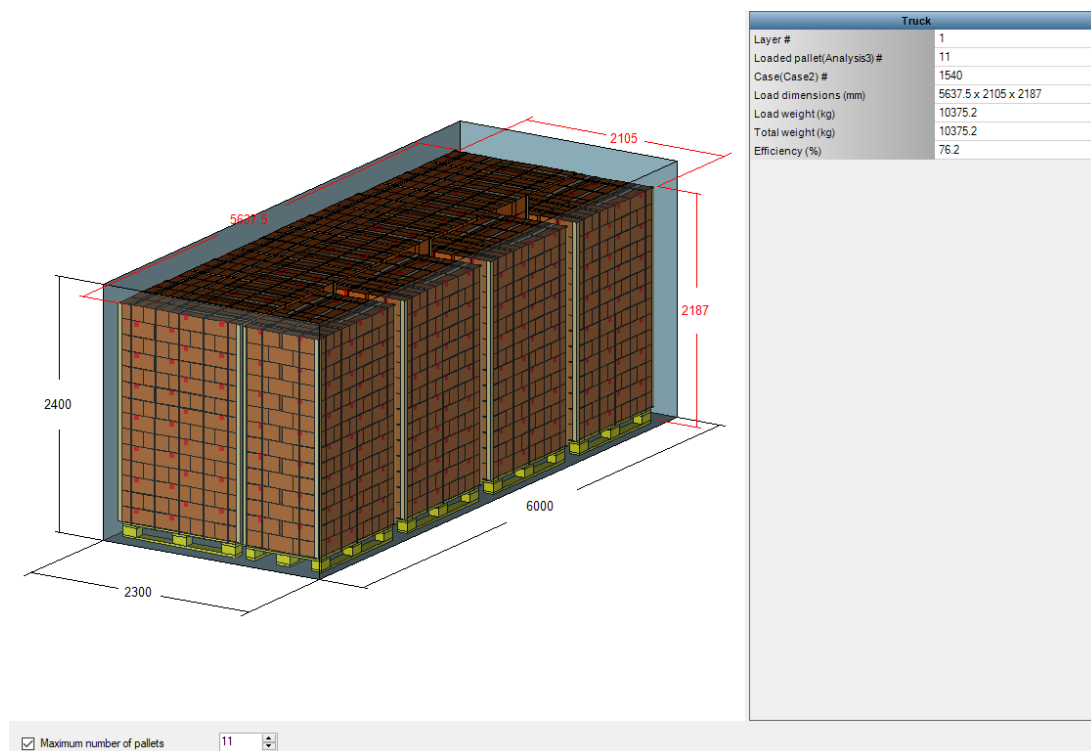 Truck
Layer # 1
Loaded pallet(Analysis3) # 11
Case(Case2) # 1540
Load dimensions (mm) 5637.5 x 2105 x 2187
Load weight (kg) 10375.2
Total weight (kg) 10375.2
Efficiency (%) 76.2
2105
5637.5
2187
2400
6000
2300
Maximum number of pallets 11